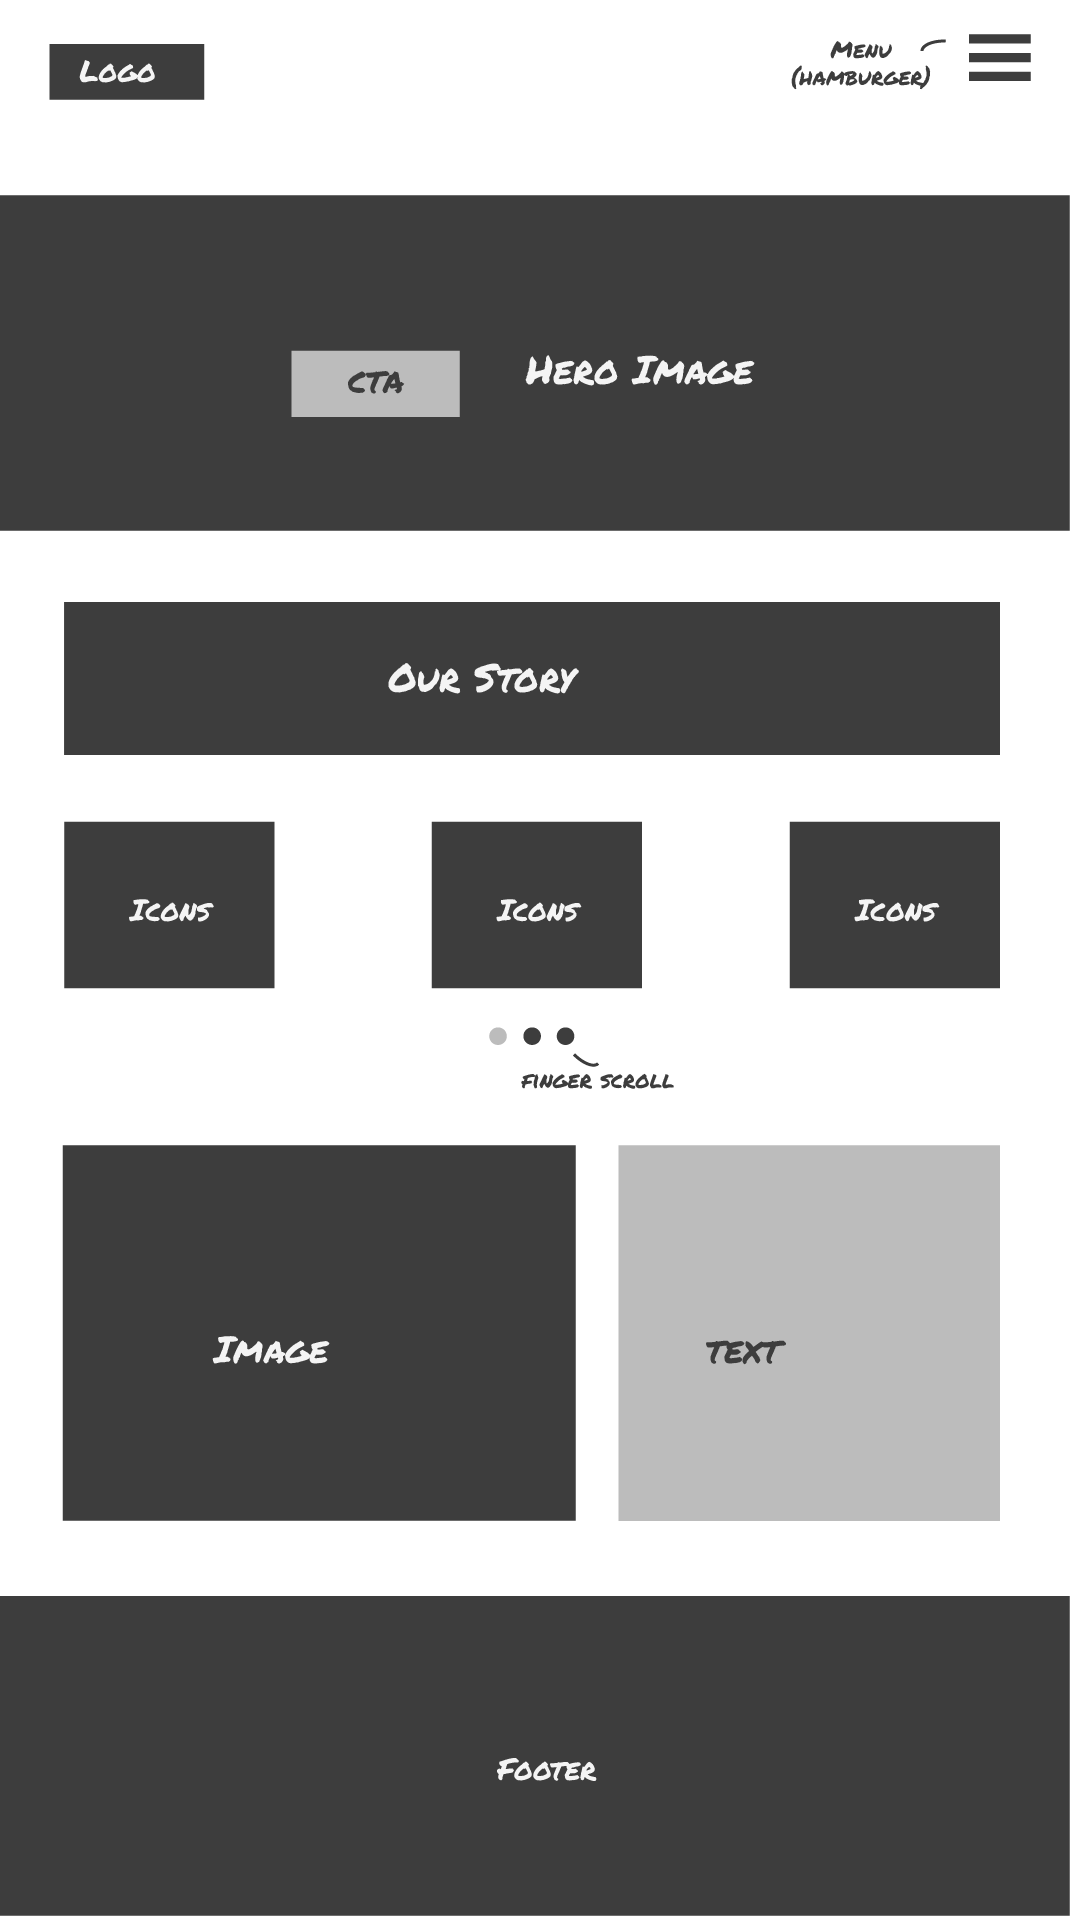 Logo
Menu
(hamburger)
CTA
Hero Image
Our Story
Icons
Icons
Icons
finger scroll
Image
text
Footer